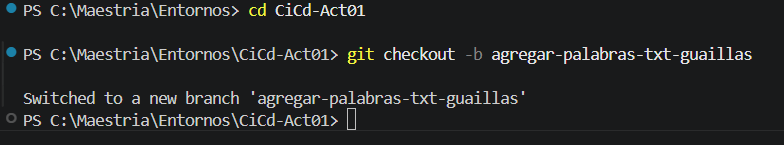 PS C:\Maestria\Entornos> cd CiCd-Act01
PS C:\Maestria\Entornos\CiCd-Act01> git checkout -b agregar-palabras-txt-guaillas
Switched to a new branch 'agregar-palabras-txt-guaillas'
PS C:\Maestria\Entornos\CiCd-Act01>